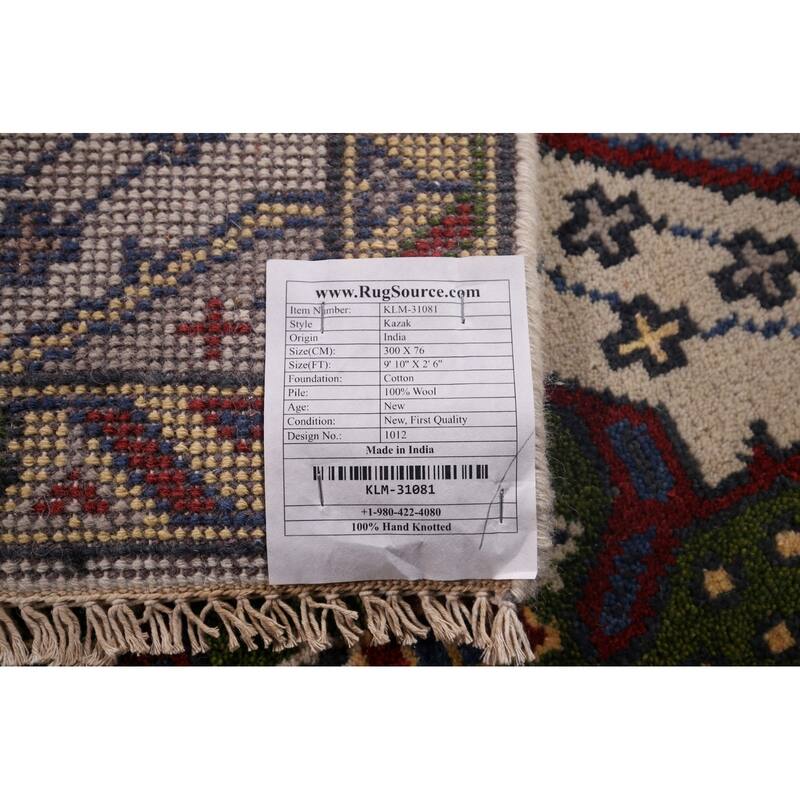 www.RugSource.com
Item Number: KLM-31081
Style Kazak
Origin India
Size(CM): 300 X 76
Size(FT): 9' 10" X 2' 6"
Foundation: Cotton
Pile: 100% Wool
Age: New
Condition: New, First Quality
Design No.: 1012
Made in India
KLM-31081
+1-980-422-4080
100% Hand Knotted